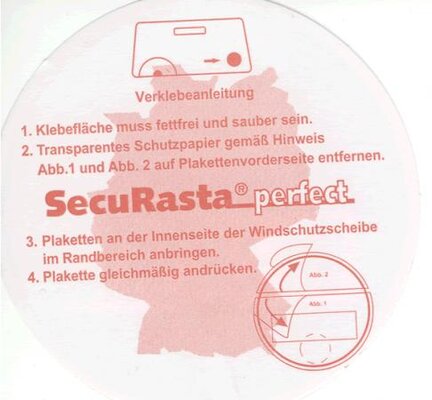 Verklebeanleitung
1. Klebefläche muss fettfrei und sauber sein.
2. Transparentes Schutzpapier gemäß Hinweis
Abb.1 und Abb. 2 auf Plakettenvorderseite entfernen.
SecuRasta® perfect
3. Plaketten an der Innenseite der Windschutzscheibe
im Randbereich anbringen.
4. Plakette gleichmäßig andrücken.
Abb. 2
Abb. 1